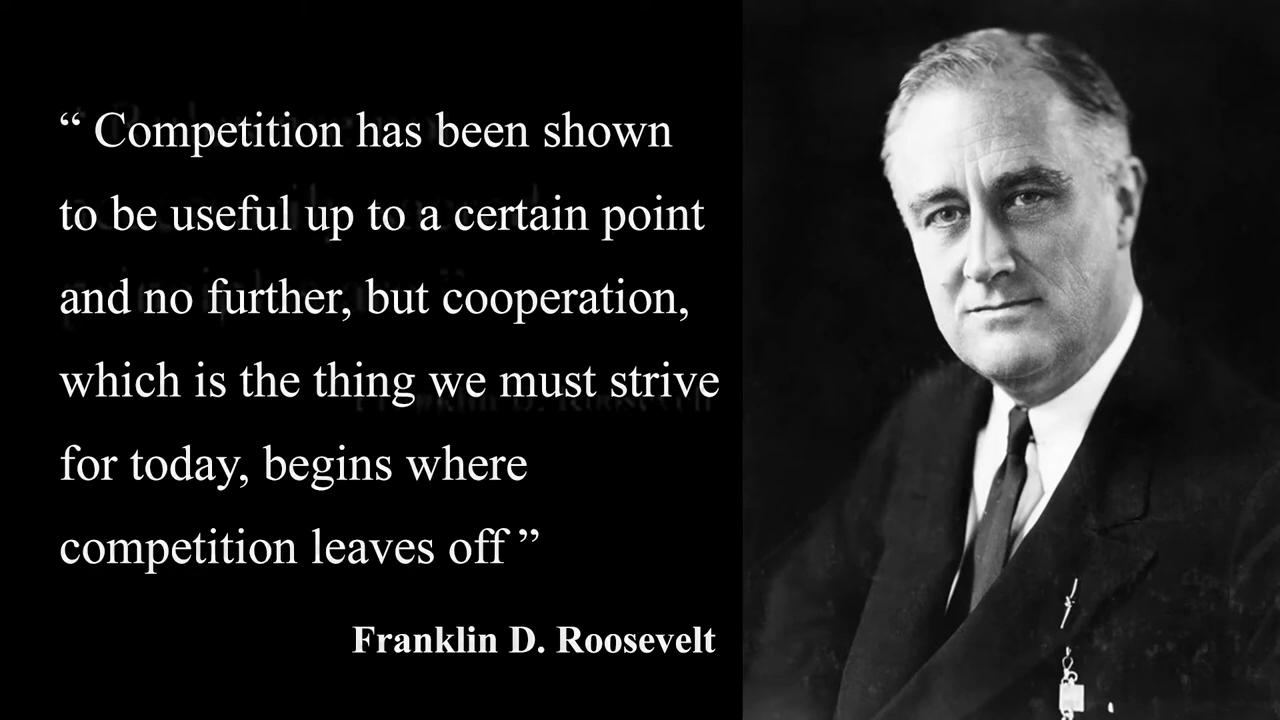 “ Competition has been shown
to be useful up to a certain point
and no further, but cooperation,
which is the thing we must strive
for today, begins where
competition leaves off ”
Franklin D. Roosevelt